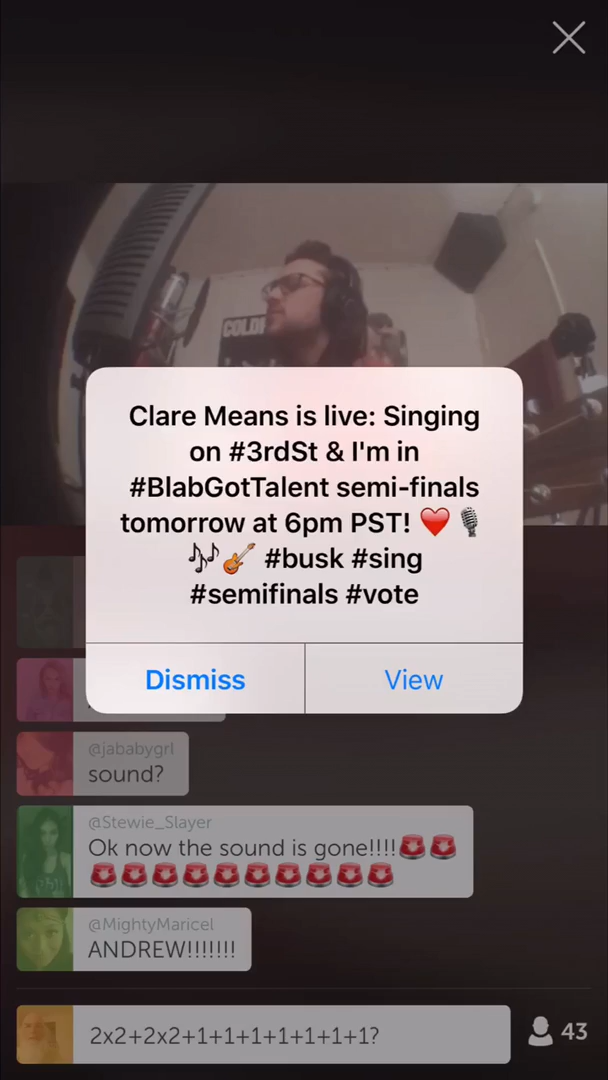 COLD
Clare Means is live: Singing
on #3rdSt & I'm in
#BlabGotTalent semi-finals
tomorrow at 6pm PST! ❤️🎙️
🎶🎸 #busk #sing
#semifinals #vote
Dismiss View
@jababygrl
sound?
@Stewie_Slayer
Ok now the sound is gone!!!!🚨🚨
🚨🚨🚨🚨🚨🚨🚨🚨🚨🚨
@MightyMaricel
ANDREW!!!!!!!
2x2+2x2+1+1+1+1+1+1+1? 43